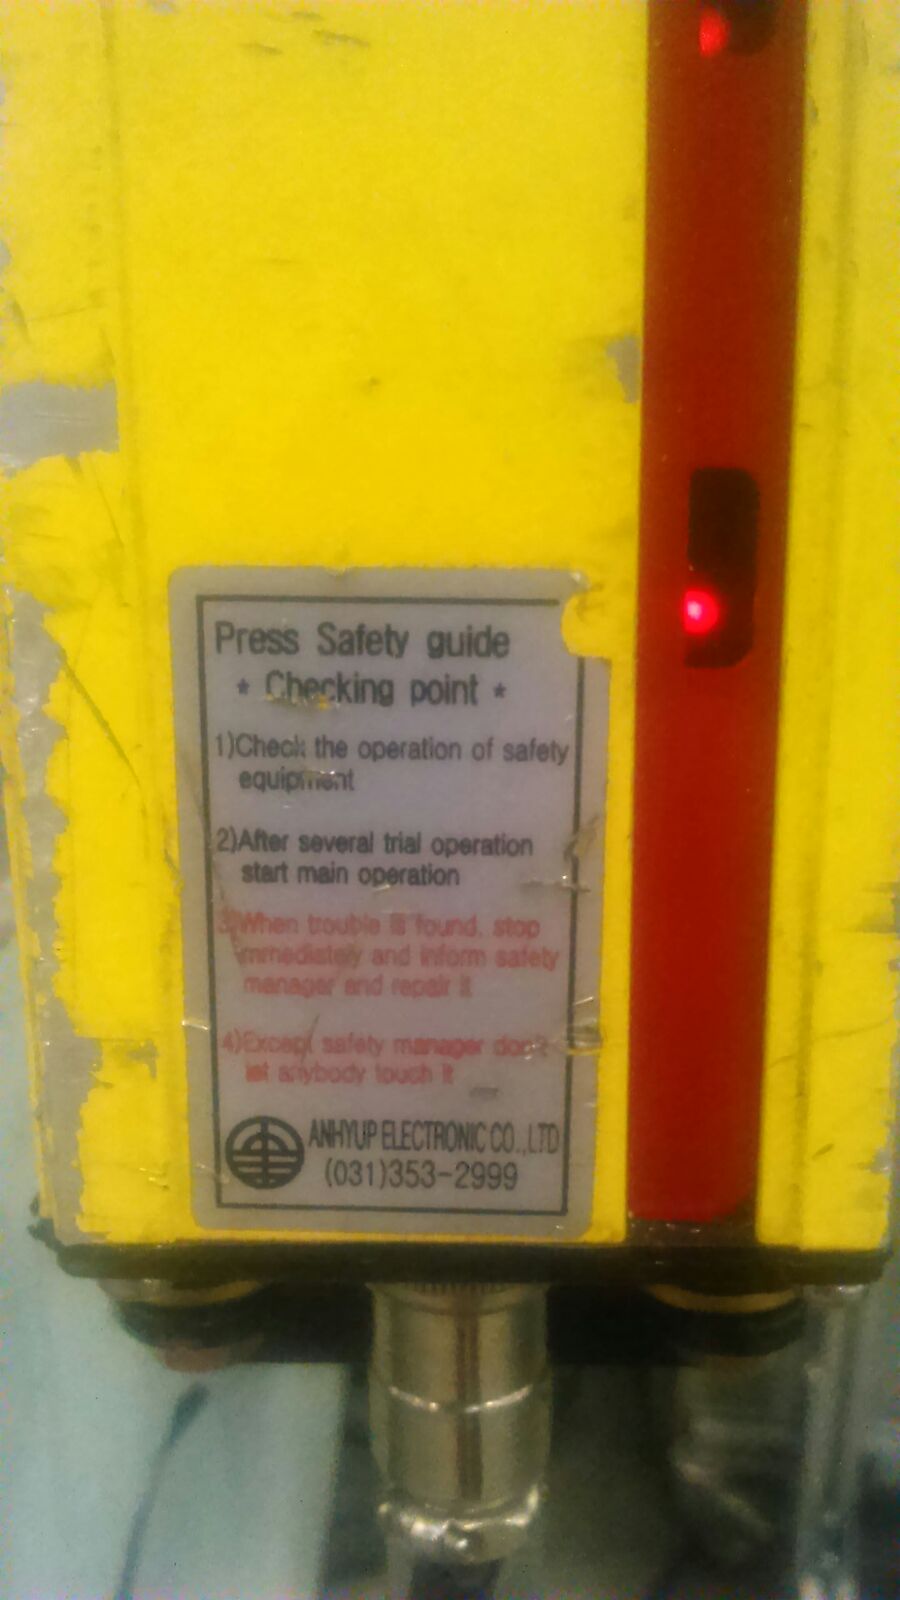 Press Safety guide
* Checking point *
1)Check the operation of safety
equipment
2)After several trial operation
start main operation
3)When trouble is found, stop
immediately and inform safety
manager and repair it
4)Except safety manager don't
let anybody touch it
ANHYUP ELECTRONIC CO.,LTD
(031)353-2999